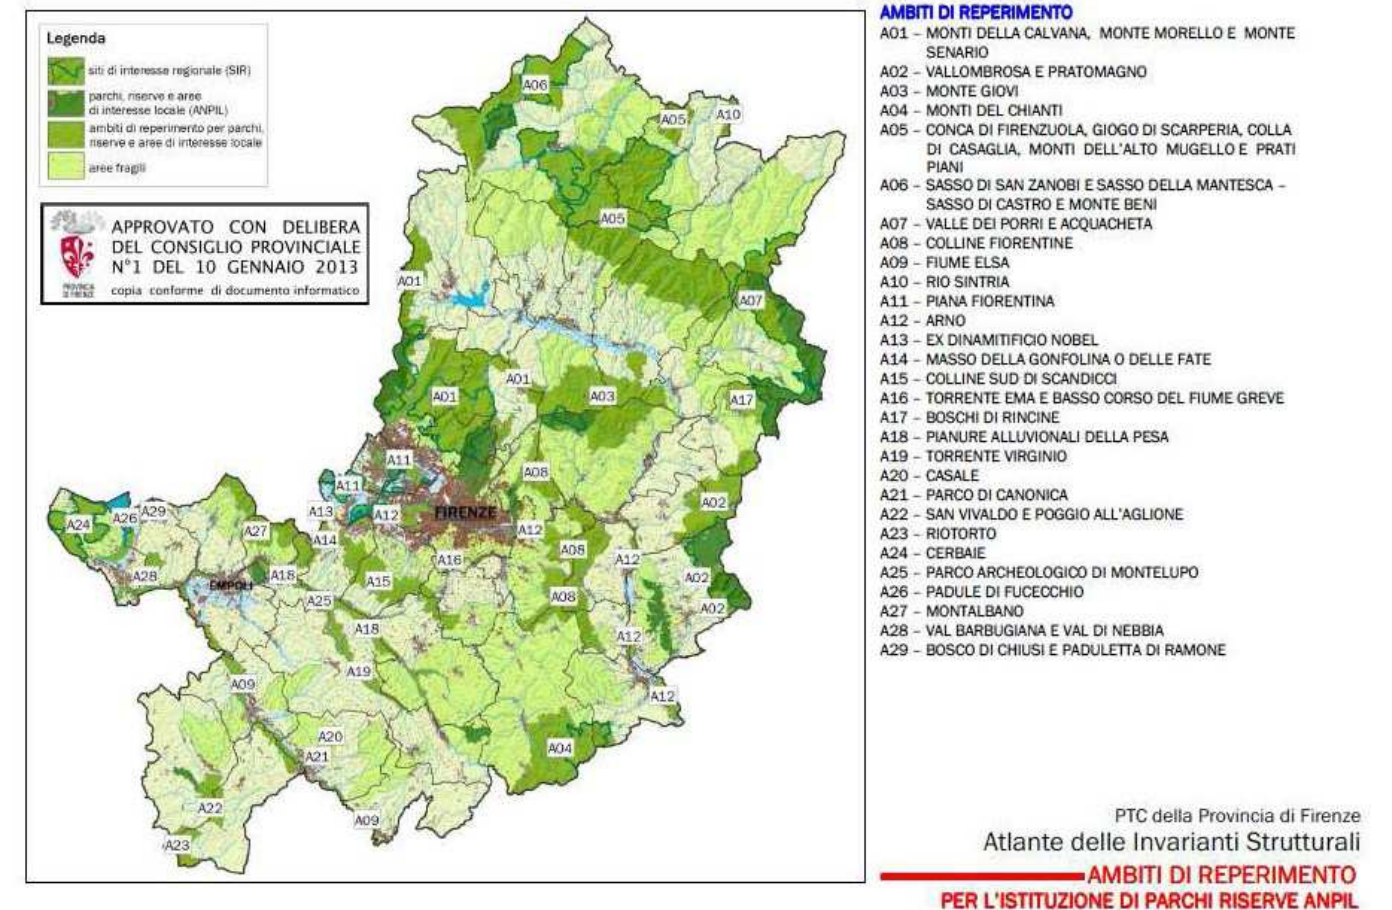 Legenda
siti di interesse regionale (SIR)
parchi, riserve e aree
di interesse locale (ANPIL)
ambiti di reperimento per parchi,
riserve e aree di interesse locale
aree fragili
APPROVATO CON DELIBERA
DEL CONSIGLIO PROVINCIALE
N°1 DEL 10 GENNAIO 2013
copia conforme di documento informatico
PROVINCIA
DI FIRENZE
A06
A05
A10
A05
A01
A07
A01
A01
A03
A17
A11
A11
A08
A02
A24
A26
A29
A13
A12
FIRENZE
A27
A14
A12
A08
A16
A12
A28
EMPOLI
A18
A15
A02
A25
A08
A02
A18
A12
A19
A09
A12
A20
A21
A04
A22
A09
A23
AMBITI DI REPERIMENTO
A01 – MONTI DELLA CALVANA, MONTE MORELLO E MONTE
SENARIO
A02 – VALLOMBROSA E PRATOMAGNO
A03 – MONTE GIOVI
A04 – MONTI DEL CHIANTI
A05 – CONCA DI FIRENZUOLA, GIOGO DI SCARPERIA, COLLA
DI CASAGLIA, MONTI DELL'ALTO MUGELLO E PRATI
PIANI
A06 – SASSO DI SAN ZANOBI E SASSO DELLA MANTESCA –
SASSO DI CASTRO E MONTE BENI
A07 – VALLE DEI PORRI E ACQUACHETA
A08 – COLLINE FIORENTINE
A09 – FIUME ELSA
A10 – RIO SINTRIA
A11 – PIANA FIORENTINA
A12 – ARNO
A13 – EX DINAMITIFICIO NOBEL
A14 – MASSO DELLA GONFOLINA O DELLE FATE
A15 – COLLINE SUD DI SCANDICCI
A16 – TORRENTE EMA E BASSO CORSO DEL FIUME GREVE
A17 – BOSCHI DI RINCINE
A18 – PIANURE ALLUVIONALI DELLA PESA
A19 – TORRENTE VIRGINIO
A20 – CASALE
A21 – PARCO DI CANONICA
A22 – SAN VIVALDO E POGGIO ALL'AGLIONE
A23 – RIOTORTO
A24 – CERBAIE
A25 – PARCO ARCHEOLOGICO DI MONTELUPO
A26 – PADULE DI FUCECCHIO
A27 – MONTALBANO
A28 – VAL BARBUGIANA E VAL DI NEBBIA
A29 – BOSCO DI CHIUSI E PADULETTA DI RAMONE
PTC della Provincia di Firenze
Atlante delle Invarianti Strutturali
AMBITI DI REPERIMENTO
PER L'ISTITUZIONE DI PARCHI RISERVE ANPIL